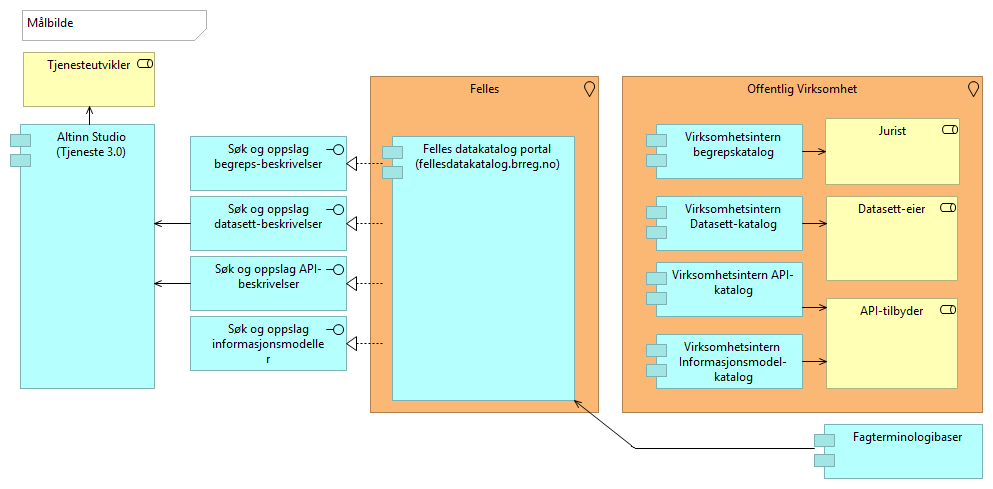 Målbilde
Tjenesteutvikler
Altinn Studio
(Tjeneste 3.0)
Søk og oppslag
begreps-beskrivelser
Søk og oppslag
datasett-beskrivelser
Søk og oppslag API-
beskrivelser
Søk og oppslag
informasjonsmodelle
r
Felles
Felles datakatalog portal
(fellesdatakatalog.brreg.no)
Offentlig Virksomhet
Virksomhetsintern
begrepskatalog
Jurist
Virksomhetsintern
Datasett-katalog
Datasett-eier
Virksomhetsintern API-
katalog
API-tilbyder
Virksomhetsintern
Informasjonsmodel-
katalog
Fagterminologibaser